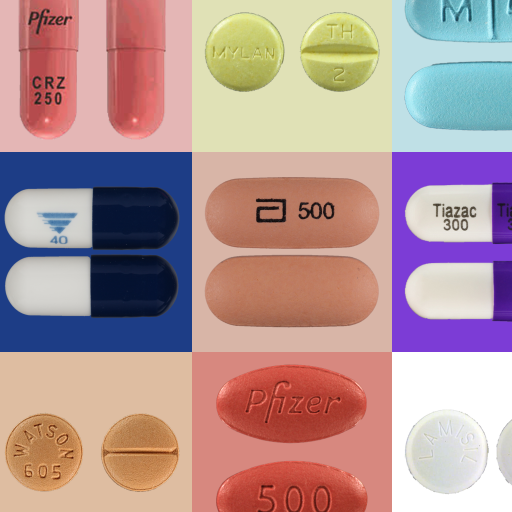 Pfizer
CRZ
250
MYLAN
TH
2
M
40
a 500
Tiazac
300
WATSON
605
Pfizer
500
LAMISIL